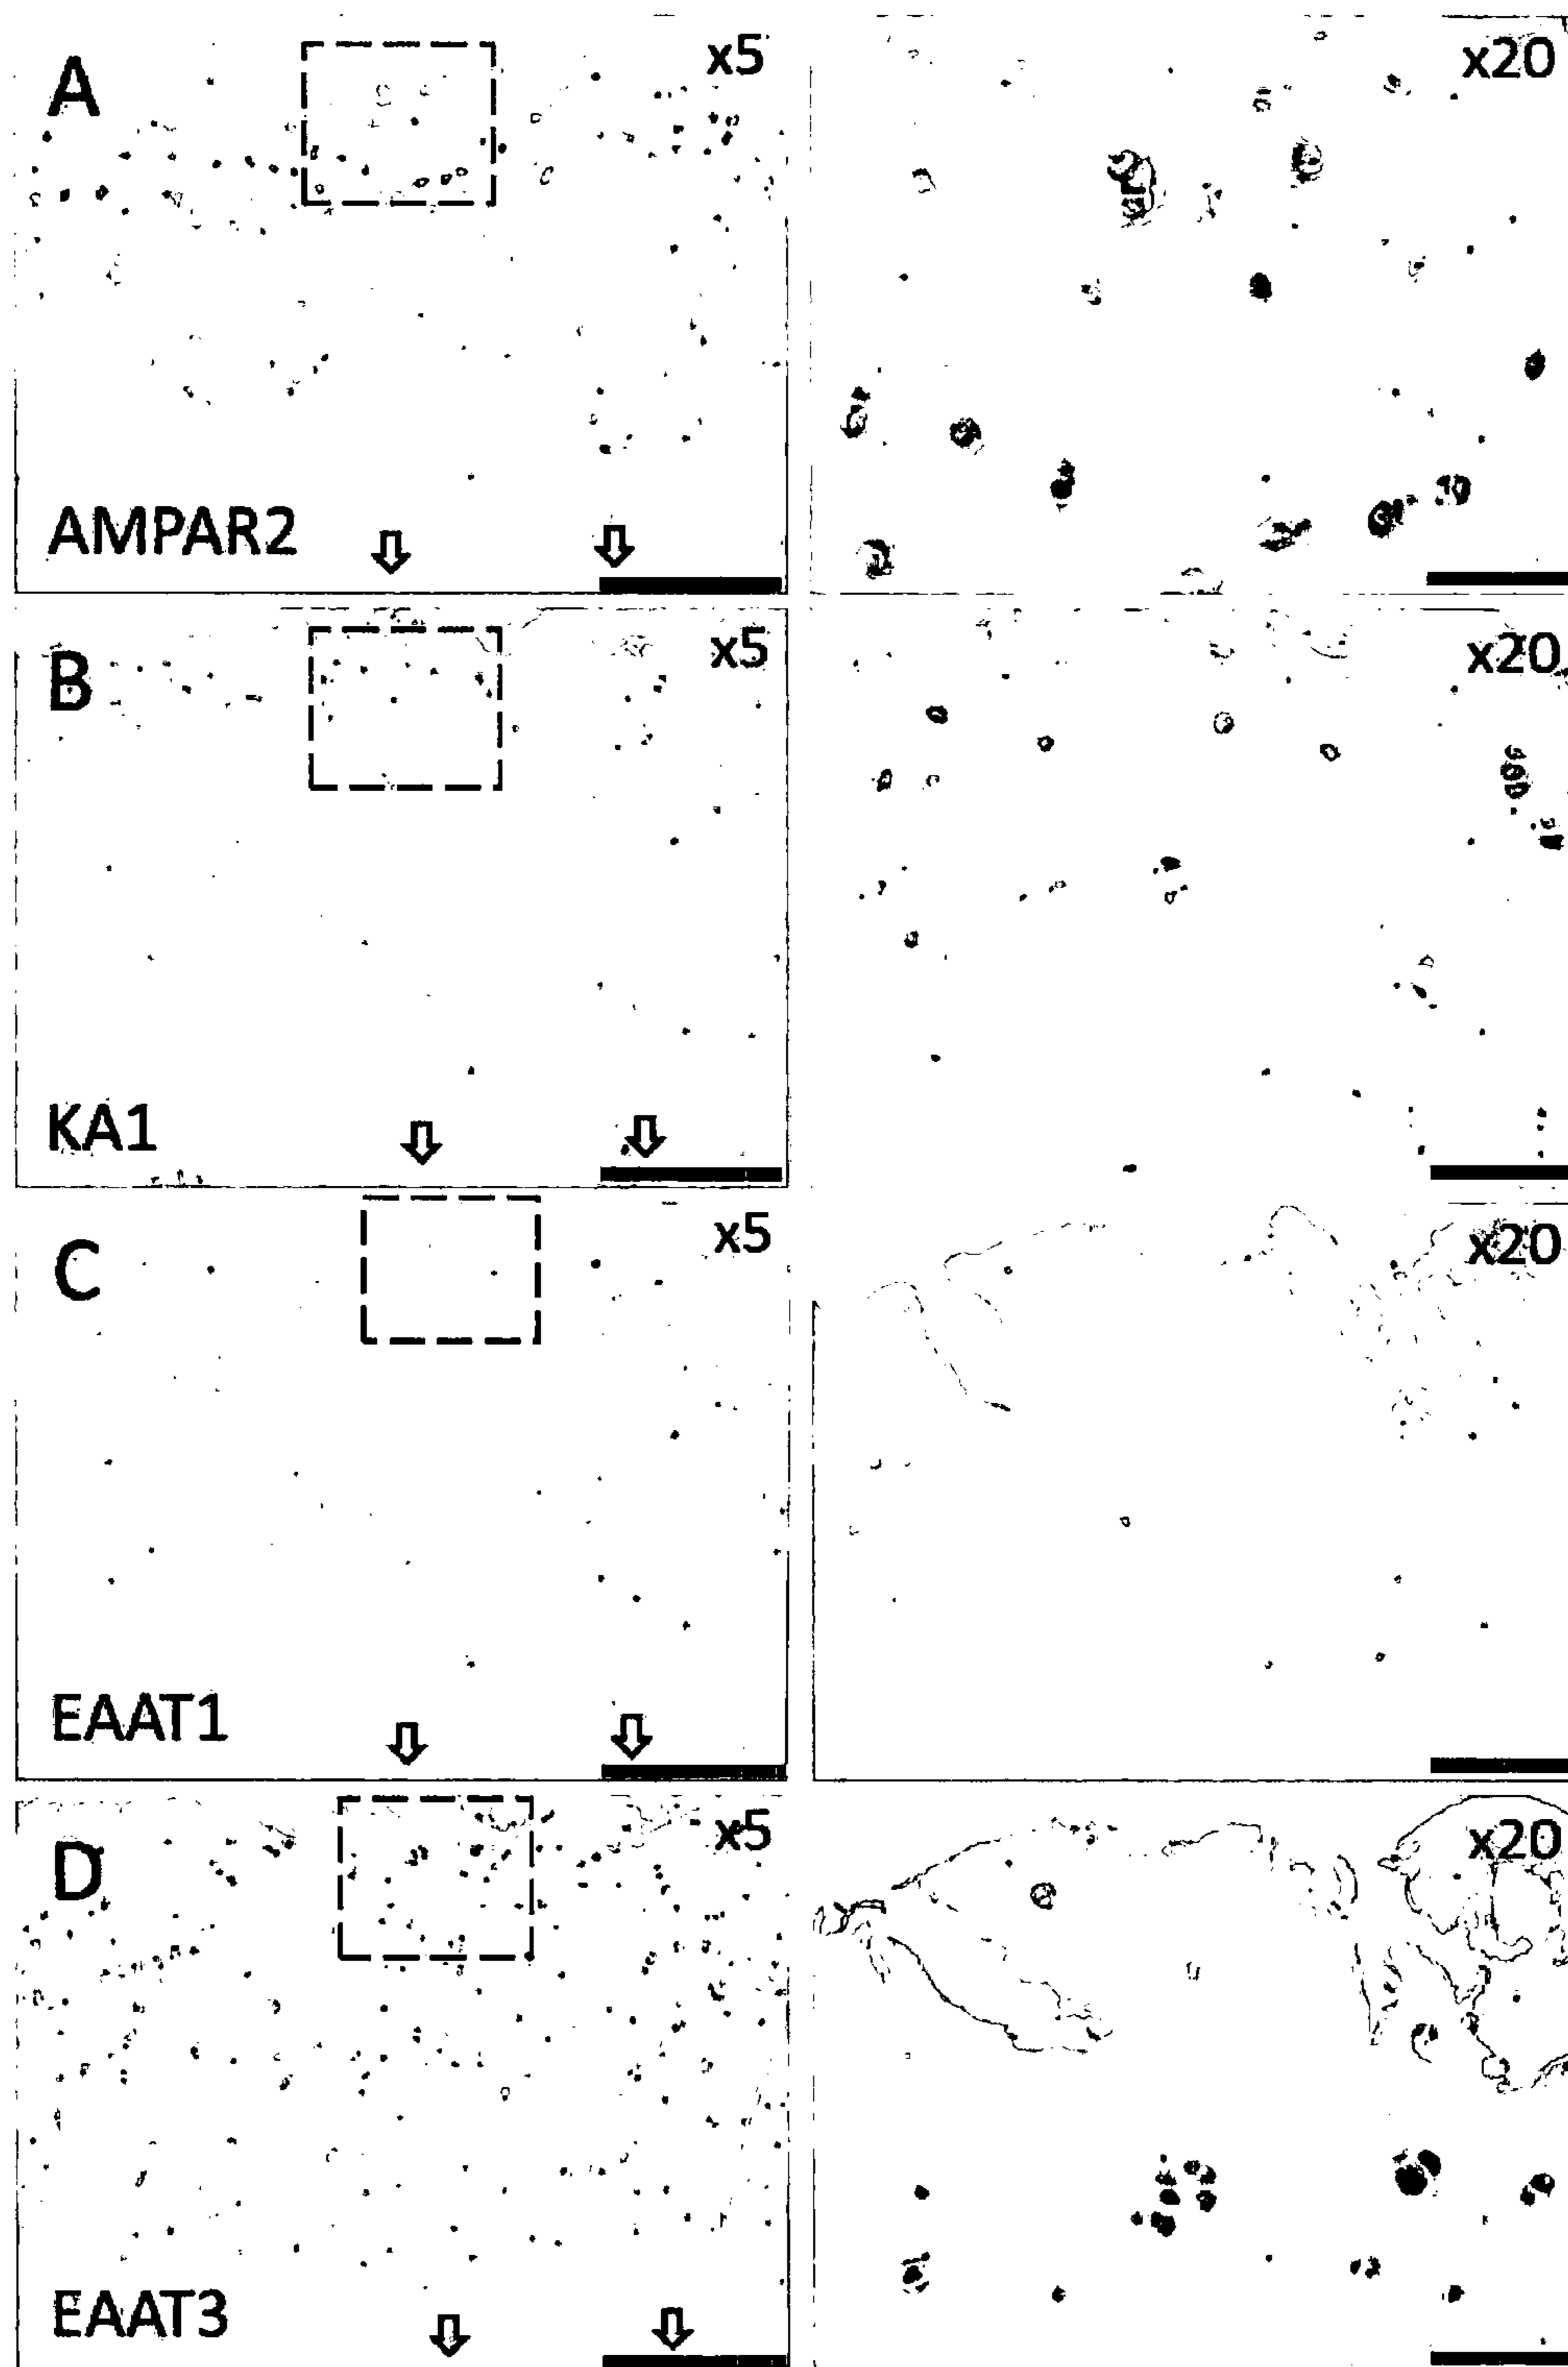 A x5 x20
AMPAR2
B x5 x20
KA1
C x5 x20
EAAT1
D x5 x20
EAAT3